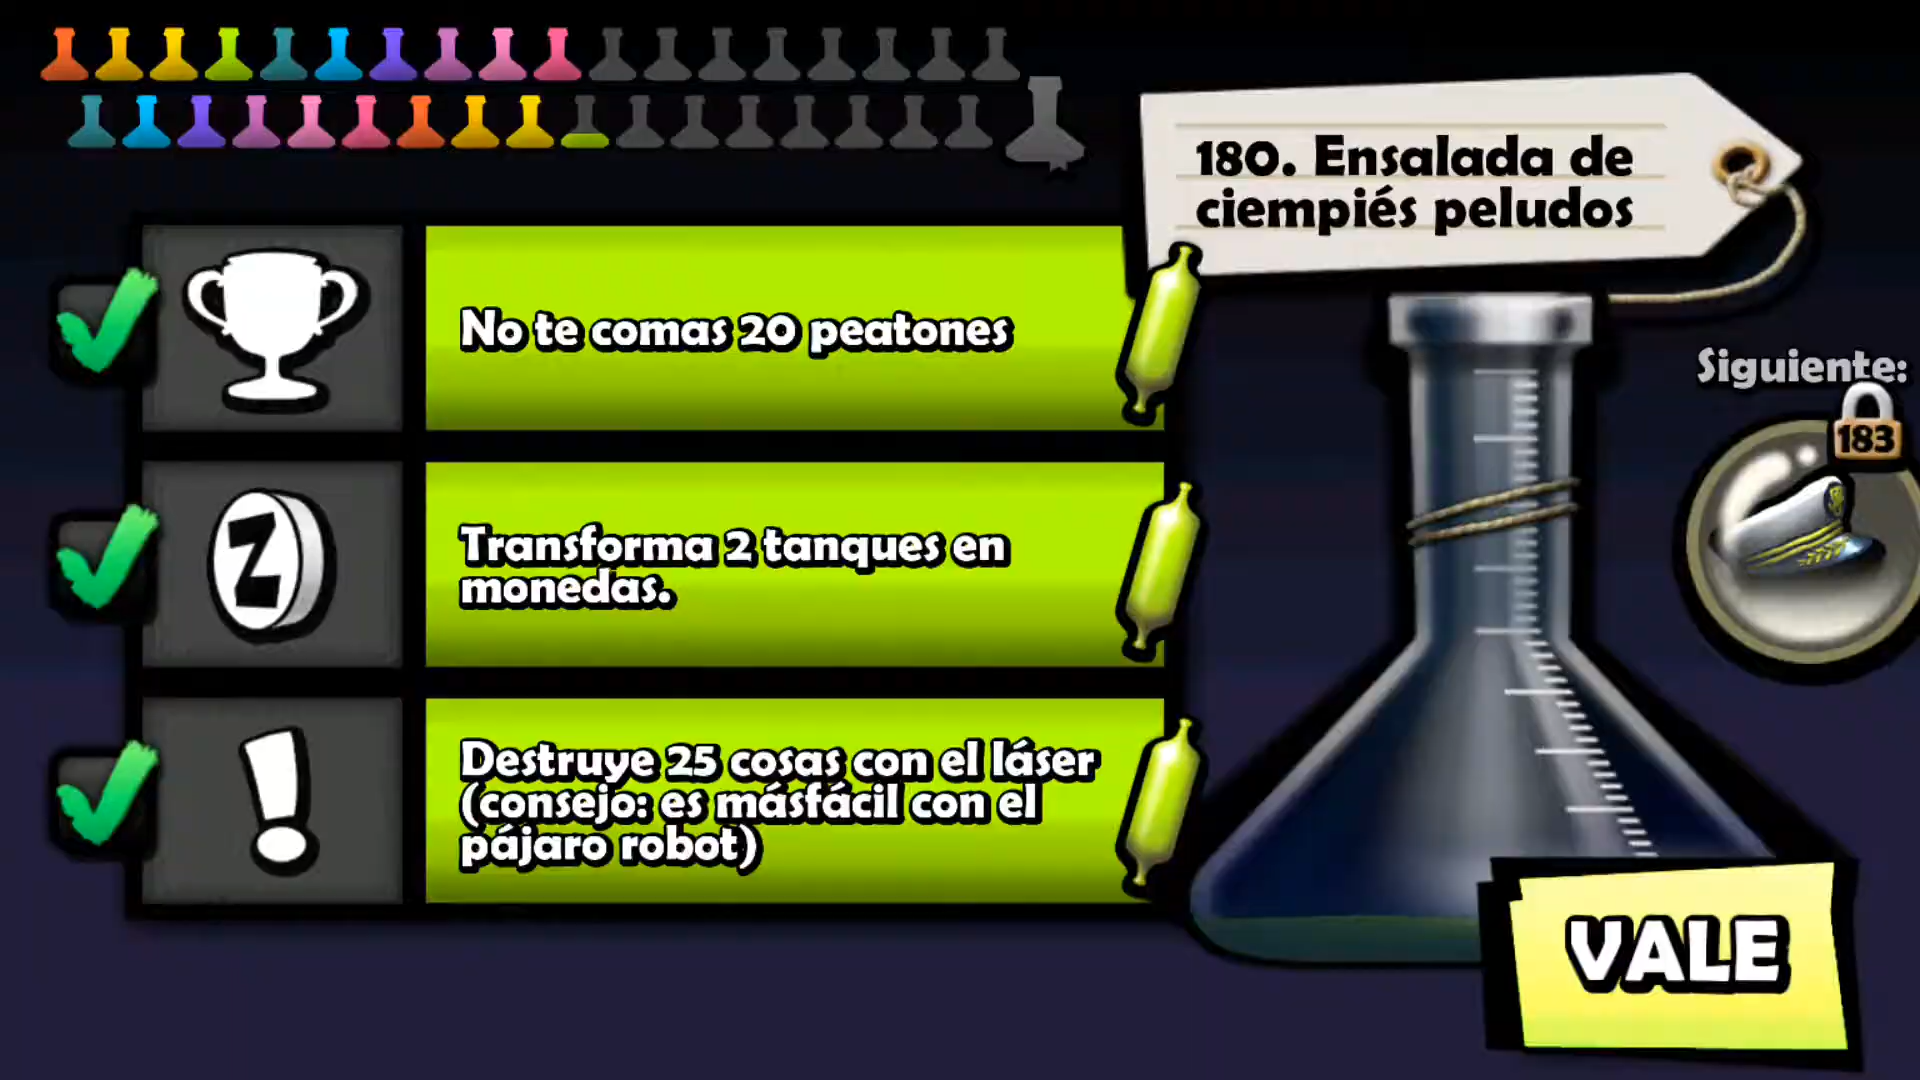 180. Ensalada de
ciempiés peludos
No te comas 20 peatones
Siguiente:
183
Z
Transforma 2 tanques en
monedas.
!
Destruye 25 cosas con el láser
(consejo: es másfácil con el
pájaro robot)
VALE